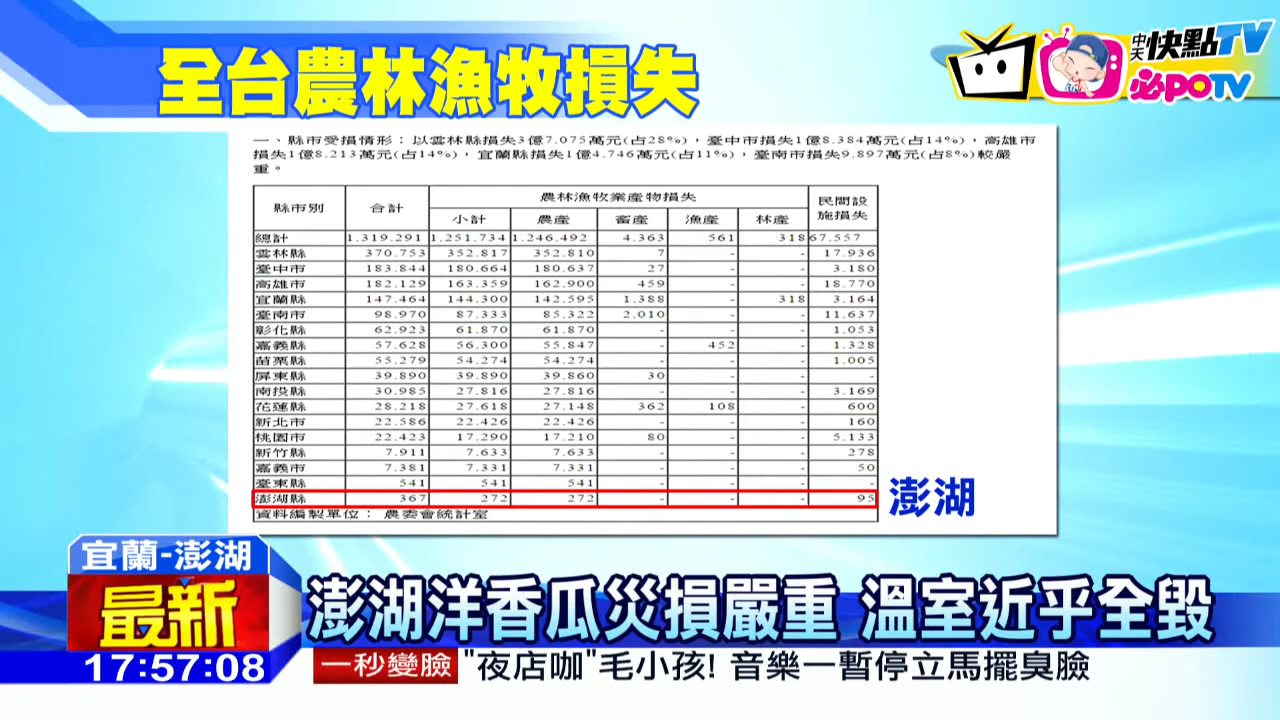 全台農林漁牧損失
中天快點TV
必POTV
一、縣市受損情形：以雲林縣損失3億7.075萬元(占28%)，臺中市損失1億8.384萬元(占14%)，高雄市
損失1億8.213萬元(占14%)，宜蘭縣損失1億4.746萬元(占11%)，臺南市損失9.897萬元(占8%)較嚴
重。
縣市別 合計 農林漁牧業產物損失 民間設施損失
小計 農產 畜產 漁產 林產
總計 1.319.291 1.251.734 1.246.492 4.363 561 318 67.557
雲林縣 370.753 352.817 352.810 7 - - 17.936
臺中市 183.844 180.664 180.637 27 - - 3.180
高雄市 182.129 163.359 162.900 459 - - 18.770
宜蘭縣 147.464 144.300 142.595 1.388 - 318 3.164
臺南市 98.970 87.333 85.322 2.010 - - 11.637
彰化縣 62.923 61.870 61.870 - - - 1.053
嘉義縣 57.628 56.300 55.847 - 452 - 1.328
苗栗縣 55.279 54.274 54.274 - - - 1.005
屏東縣 39.890 39.890 39.860 30 - - -
南投縣 30.985 27.816 27.816 - - - 3.169
花蓮縣 28.218 27.618 27.148 362 108 - 600
新北市 22.586 22.426 22.426 - - - 160
桃園市 22.423 17.290 17.210 80 - - 5.133
新竹縣 7.911 7.633 7.633 - - - 278
嘉義市 7.381 7.331 7.331 - - - 50
臺東縣 541 541 541 - - - -
澎湖縣 367 272 272 - - - 95
資料編製單位： 農委會統計室
澎湖
宜蘭-澎湖
最新
澎湖洋香瓜災損嚴重 溫室近乎全毀
17:57:08
一秒變臉 "夜店咖"毛小孩! 音樂一暫停立馬擺臭臉